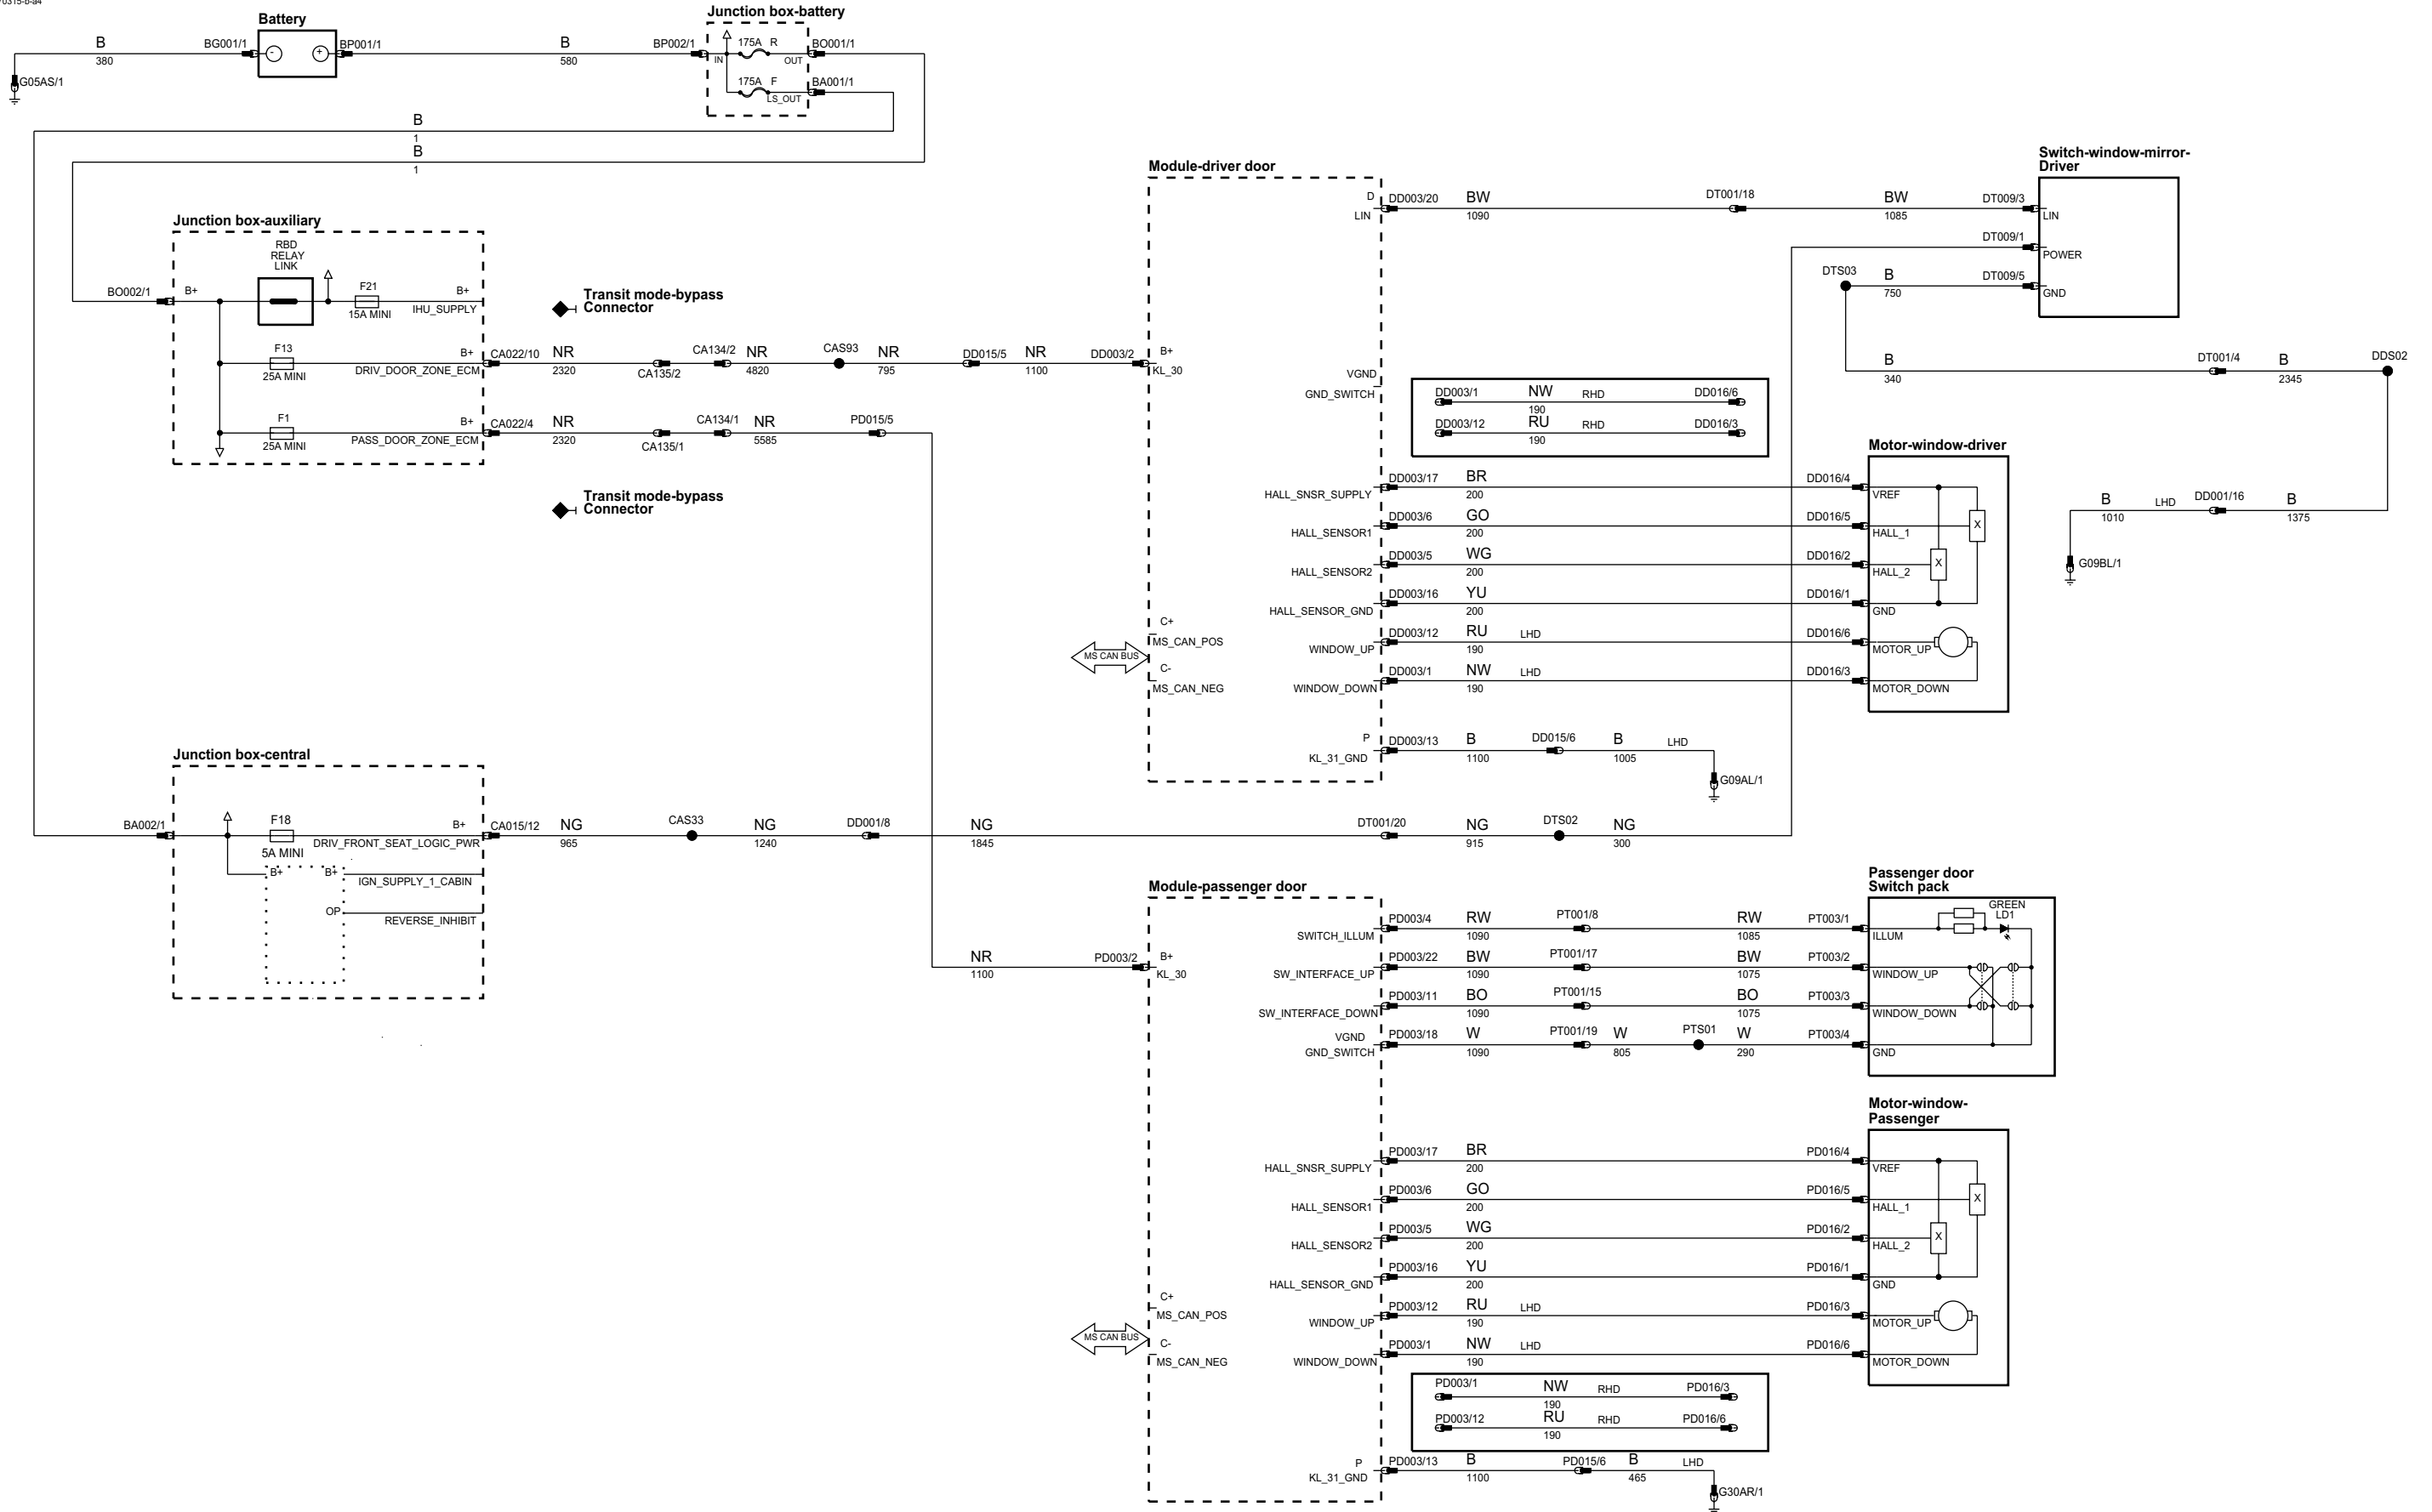 Battery
B
380
BG001/1
-
+
BP001/1
B
580
G05AS/1
Junction box-battery
BP002/1
IN
175A R
OUT
BO001/1
175A F
LS_OUT
BA001/1
B
1
B
1
Junction box-auxiliary
RBD
RELAY
LINK
BO002/1
B+
F21
15A MINI
B+
IHU_SUPPLY
F13
25A MINI
B+
DRIV_DOOR_ZONE_ECM
CA022/10
NR
2320
CA135/2
CA134/2
NR
4820
CAS93
NR
795
DD015/5
NR
1100
DD003/2
F1
25A MINI
B+
PASS_DOOR_ZONE_ECM
CA022/4
NR
2320
CA135/1
CA134/1
NR
5585
PD015/5
Transit mode-bypass
Connector
Transit mode-bypass
Connector
Module-driver door
B+
KL_30
D
LIN
DD003/20
BW
1090
DT001/18
BW
1085
DT009/3
Switch-window-mirror-
Driver
LIN
DT009/1
POWER
DTS03
B
750
DT009/5
GND
B
340
DT001/4
B
2345
DDS02
VGND
GND_SWITCH
DD003/1
NW
190
RHD
DD016/6
DD003/12
RU
190
RHD
DD016/3
Motor-window-driver
HALL_SNSR_SUPPLY
DD003/17
BR
200
DD016/4
VREF
HALL_SENSOR1
DD003/6
GO
200
DD016/5
HALL_1
X
HALL_SENSOR2
DD003/5
WG
200
DD016/2
HALL_2
X
HALL_SENSOR_GND
DD003/16
YU
200
DD016/1
GND
WINDOW_UP
DD003/12
RU
190
LHD
DD016/6
MOTOR_UP
WINDOW_DOWN
DD003/1
NW
190
LHD
DD016/3
MOTOR_DOWN
B
1010
LHD
DD001/16
B
1375
G09BL/1
C+
MS_CAN_POS
MS CAN BUS
C-
MS_CAN_NEG
P
KL_31_GND
DD003/13
B
1100
DD015/6
B
1005
LHD
G09AL/1
Junction box-central
BA002/1
F18
5A MINI
B+
DRIV_FRONT_SEAT_LOGIC_PWR
CA015/12
NG
965
CAS33
NG
1240
DD001/8
NG
1845
DT001/20
NG
915
DTS02
NG
300
B+
B+
IGN_SUPPLY_1_CABIN
OP
REVERSE_INHIBIT
Module-passenger door
NR
1100
PD003/2
B+
KL_30
Passenger door
Switch pack
SWITCH_ILLUM
PD003/4
RW
1090
PT001/8
RW
1085
PT003/1
ILLUM
GREEN
LD1
SW_INTERFACE_UP
PD003/22
BW
1090
PT001/17
BW
1075
PT003/2
WINDOW_UP
SW_INTERFACE_DOWN
PD003/11
BO
1090
PT001/15
BO
1075
PT003/3
WINDOW_DOWN
VGND
GND_SWITCH
PD003/18
W
1090
PT001/19
W
805
PTS01
W
290
PT003/4
GND
Motor-window-
Passenger
HALL_SNSR_SUPPLY
PD003/17
BR
200
PD016/4
VREF
HALL_SENSOR1
PD003/6
GO
200
PD016/5
HALL_1
X
HALL_SENSOR2
PD003/5
WG
200
PD016/2
HALL_2
X
HALL_SENSOR_GND
PD003/16
YU
200
PD016/1
GND
WINDOW_UP
PD003/12
RU
190
LHD
PD016/3
MOTOR_UP
WINDOW_DOWN
PD003/1
NW
190
LHD
PD016/6
MOTOR_DOWN
C+
MS_CAN_POS
MS CAN BUS
C-
MS_CAN_NEG
PD003/1
NW
190
RHD
PD016/3
PD003/12
RU
190
RHD
PD016/6
P
KL_31_GND
PD003/13
B
1100
PD015/6
B
465
LHD
G30AR/1